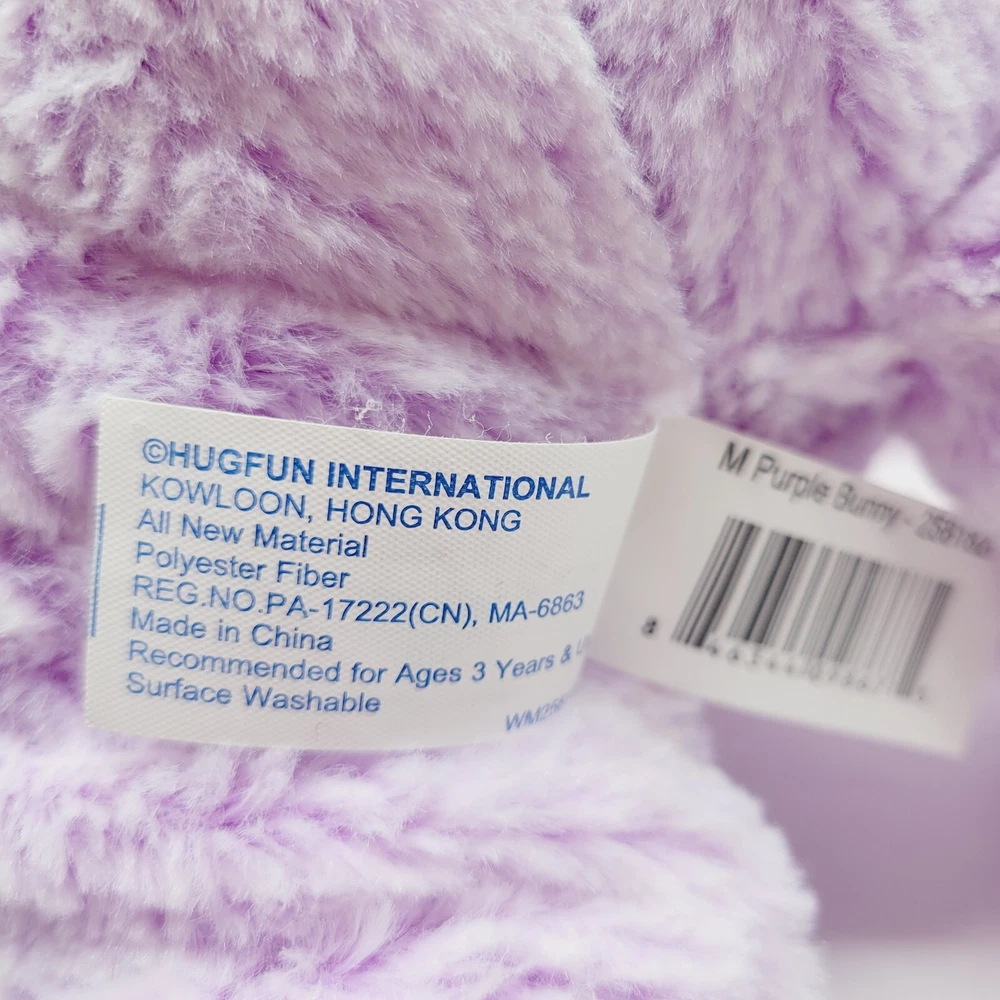 ©HUGFUN INTERNATIONAL
KOWLOON, HONG KONG
All New Material
Polyester Fiber
REG.NO.PA-17222(CN), MA-6863
Made in China
Recommended for Ages 3 Years &
Surface Washable
M Purple Bunny -